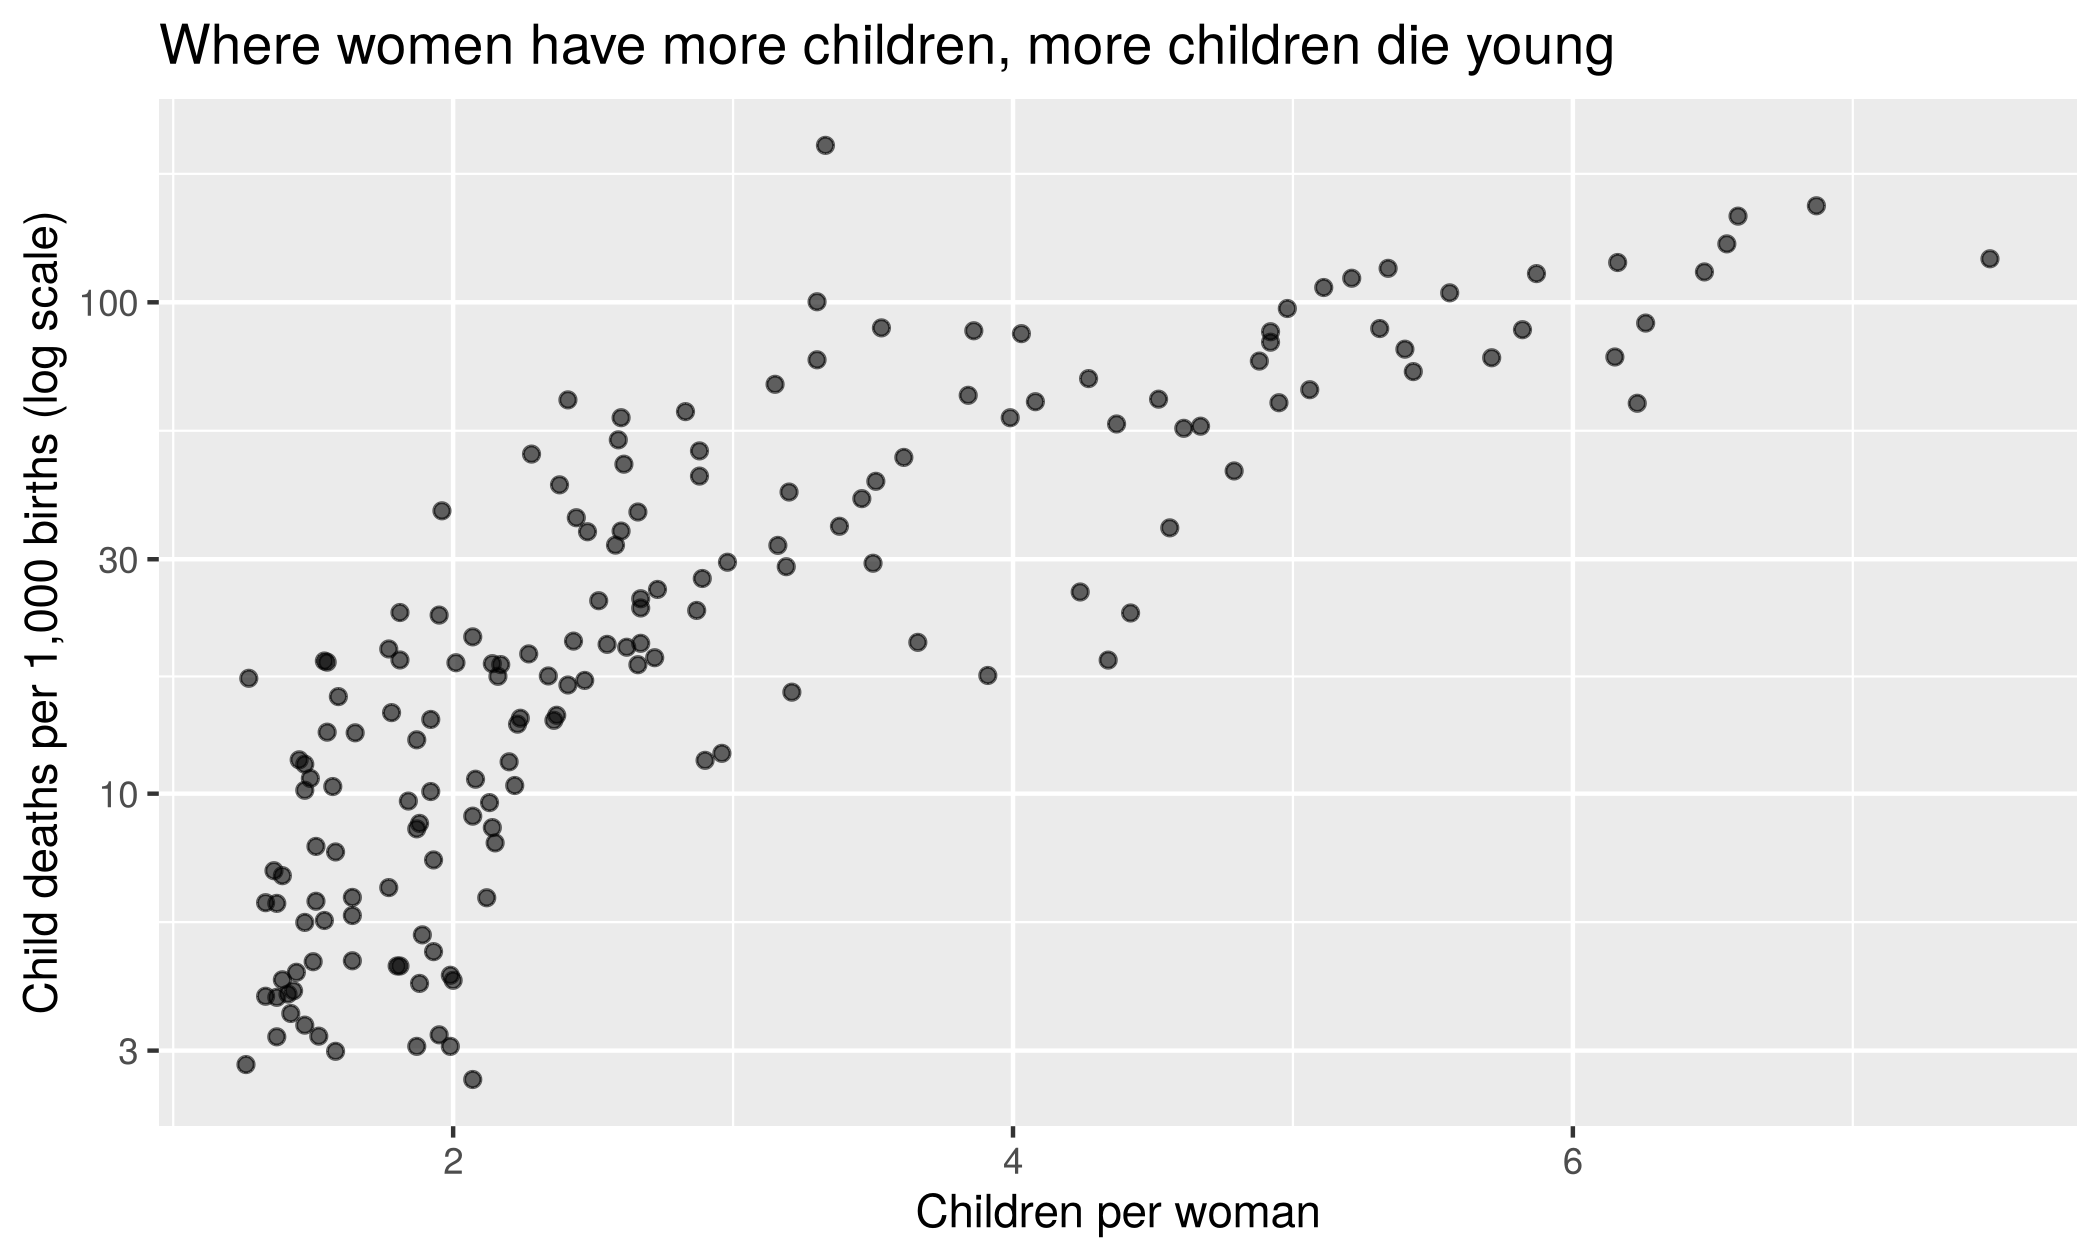 Where women have more children, more children die young
Child deaths per 1,000 births (log scale)
100
30
10
3
2
4
6
Children per woman